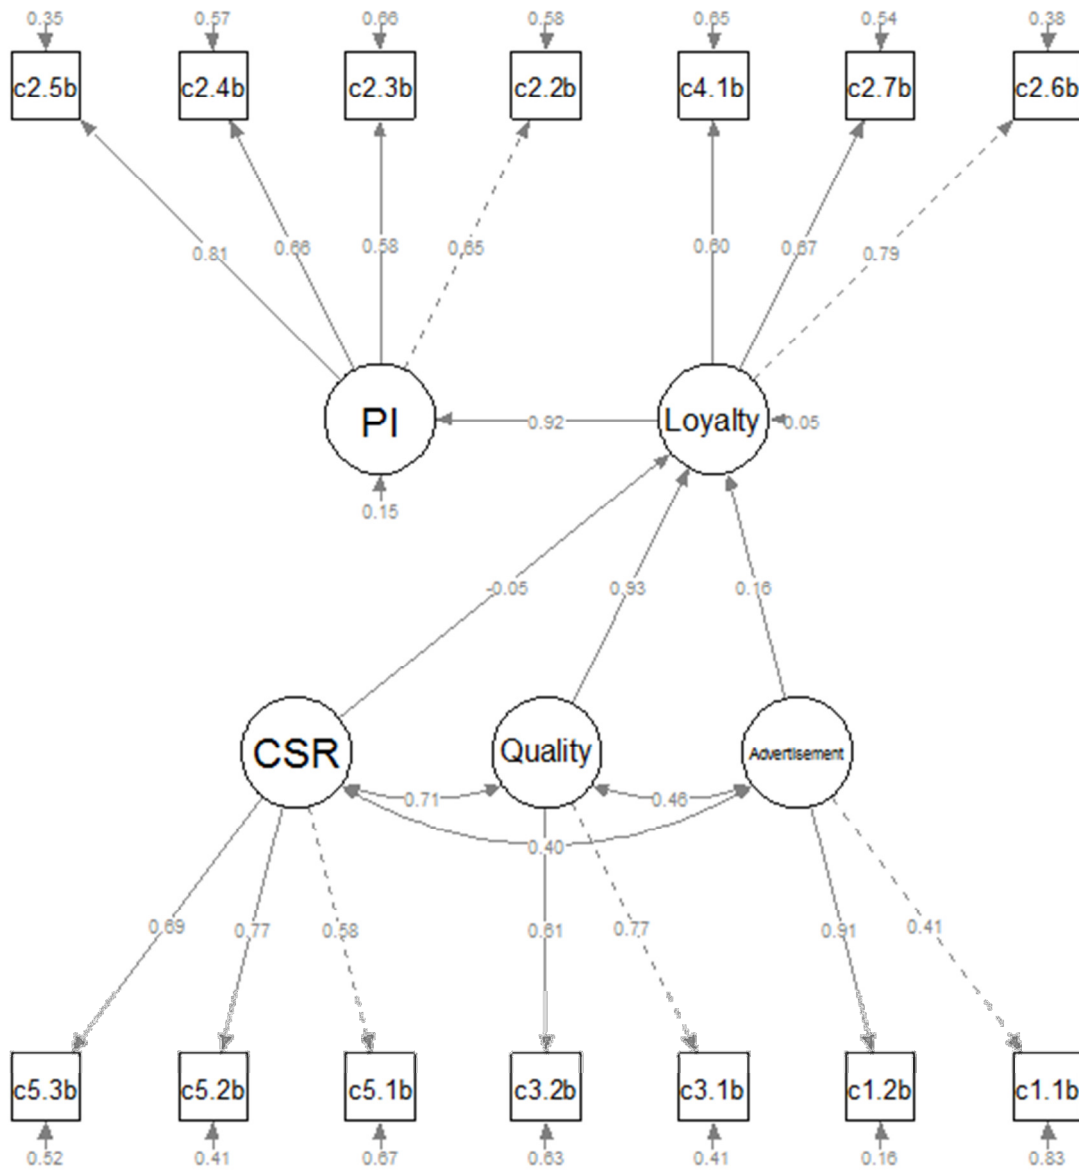 0.35 0.57 0.66 0.58 0.65 0.54 0.38
c2.5b c2.4b c2.3b c2.2b c4.1b c2.7b c2.6b
0.81 0.66 0.58 0.65 0.60 0.67 0.79
PI 0.92 Loyalty 0.05
0.15
-0.05 0.93 0.16
CSR Quality Advertisement
0.71 0.46
0.40
0.69 0.77 0.58 0.61 0.77 0.91 0.41
c5.3b c5.2b c5.1b c3.2b c3.1b c1.2b c1.1b
0.52 0.41 0.67 0.63 0.41 0.16 0.83